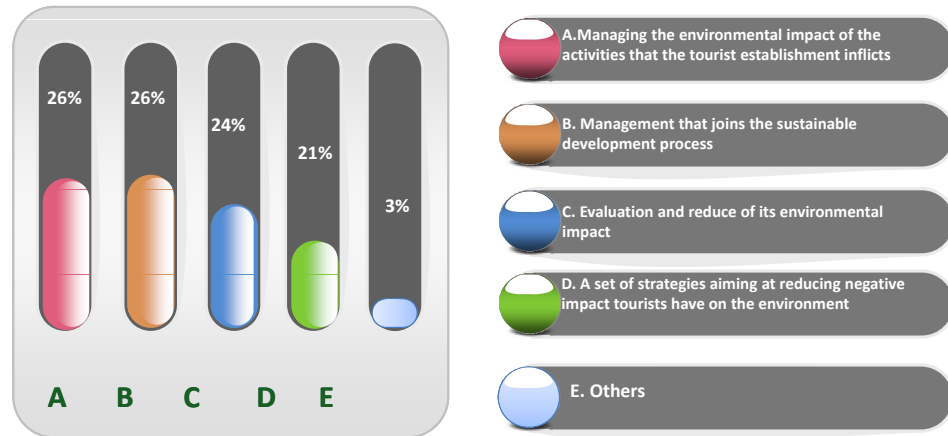 26%
26%
24%
21%
3%
A B C D E
A.Managing the environmental impact of the
activities that the tourist establishment inflicts
B. Management that joins the sustainable
development process
C. Evaluation and reduce of its environmental
impact
D. A set of strategies aiming at reducing negative
impact tourists have on the environment
E. Others